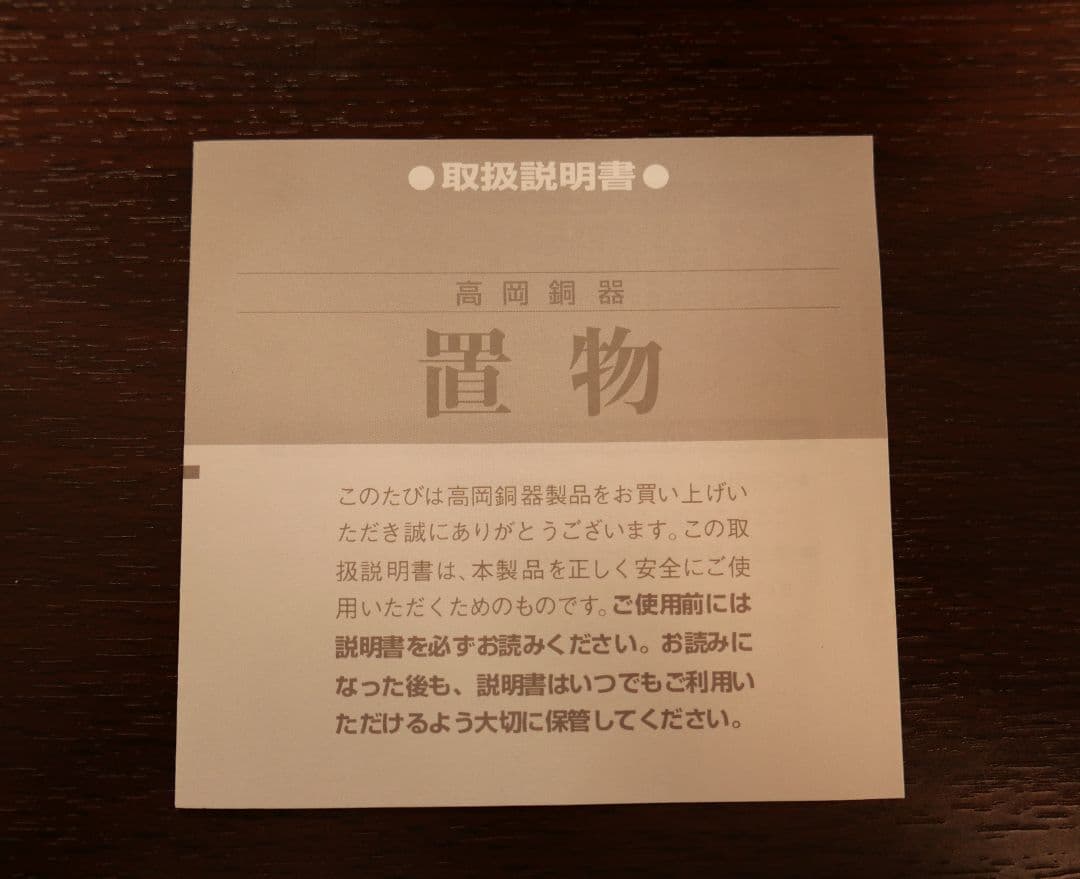 ●取扱説明書●
高岡銅器
置物
このたびは高岡銅器製品をお買い上げい
ただき誠にありがとうございます。この取
扱説明書は、本製品を正しく安全にご使
用いただくためのものです。ご使用前には
説明書を必ずお読みください。お読みに
なった後も、説明書はいつでもご利用い
ただけるよう大切に保管してください。